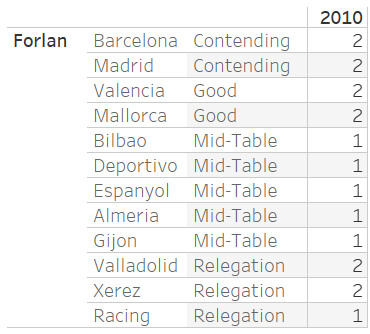 2010
Forlan Barcelona Contending 2
Madrid Contending 2
Valencia Good 2
Mallorca Good 2
Bilbao Mid-Table 1
Deportivo Mid-Table 1
Espanyol Mid-Table 1
Almeria Mid-Table 1
Gijon Mid-Table 1
Valladolid Relegation 2
Xerez Relegation 2
Racing Relegation 1